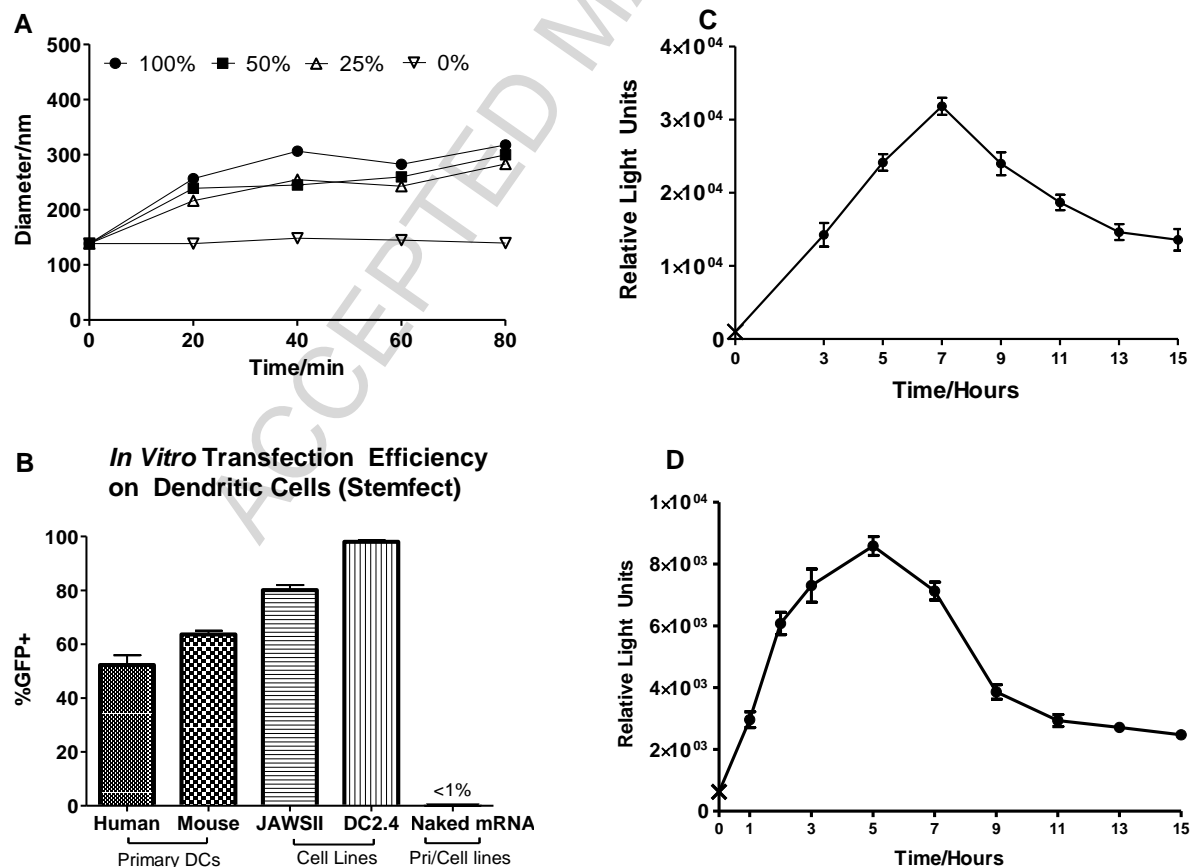 A
500
400
300
200
100
0
Diameter/nm
100% 50% 25% 0%
0 20 40 60 80
Time/min
B
In Vitro Transfection Efficiency
on Dendritic Cells (Stemfect)
100
80
60
40
20
0
%GFP+
<1%
Human Mouse JAWSII DC2.4 Naked mRNA
Primary DCs Cell Lines Pri/Cell lines
C
4×10⁰⁴
3×10⁰⁴
2×10⁰⁴
1×10⁰⁴
0
Relative Light Units
0 3 5 7 9 11 13 15
Time/Hours
D
1×10⁰⁴
8×10⁰³
6×10⁰³
4×10⁰³
2×10⁰³
0
Relative Light Units
0 1 3 5 7 9 11 13 15
Time/Hours
ACCEPTED MA